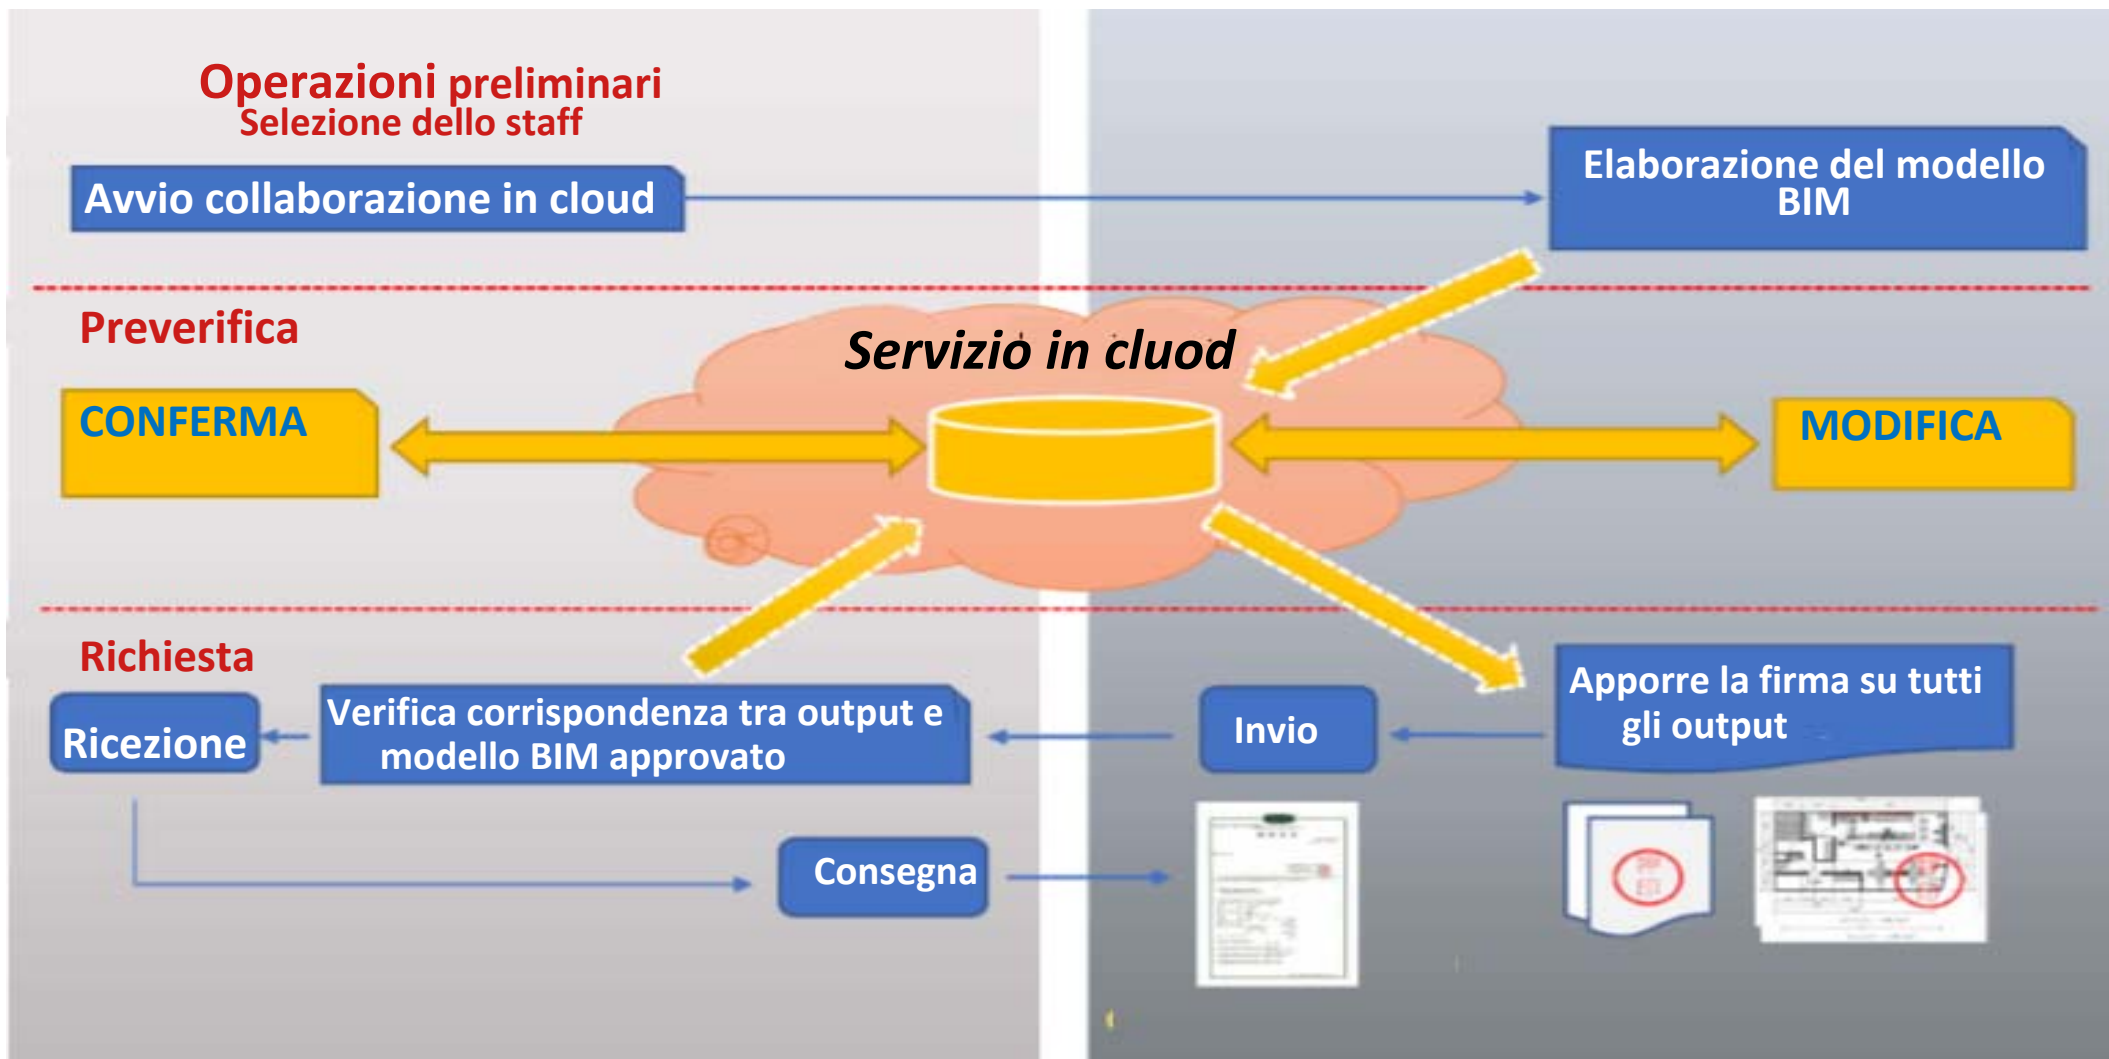 Operazioni preliminari
Selezione dello staff
Avvio collaborazione in cloud
Elaborazione del modello
BIM
Preverifica
Servizio in cluod
CONFERMA
MODIFICA
Richiesta
Ricezione
Verifica corrispondenza tra output e
modello BIM approvato
Invio
Apporre la firma su tutti
gli output
Consegna